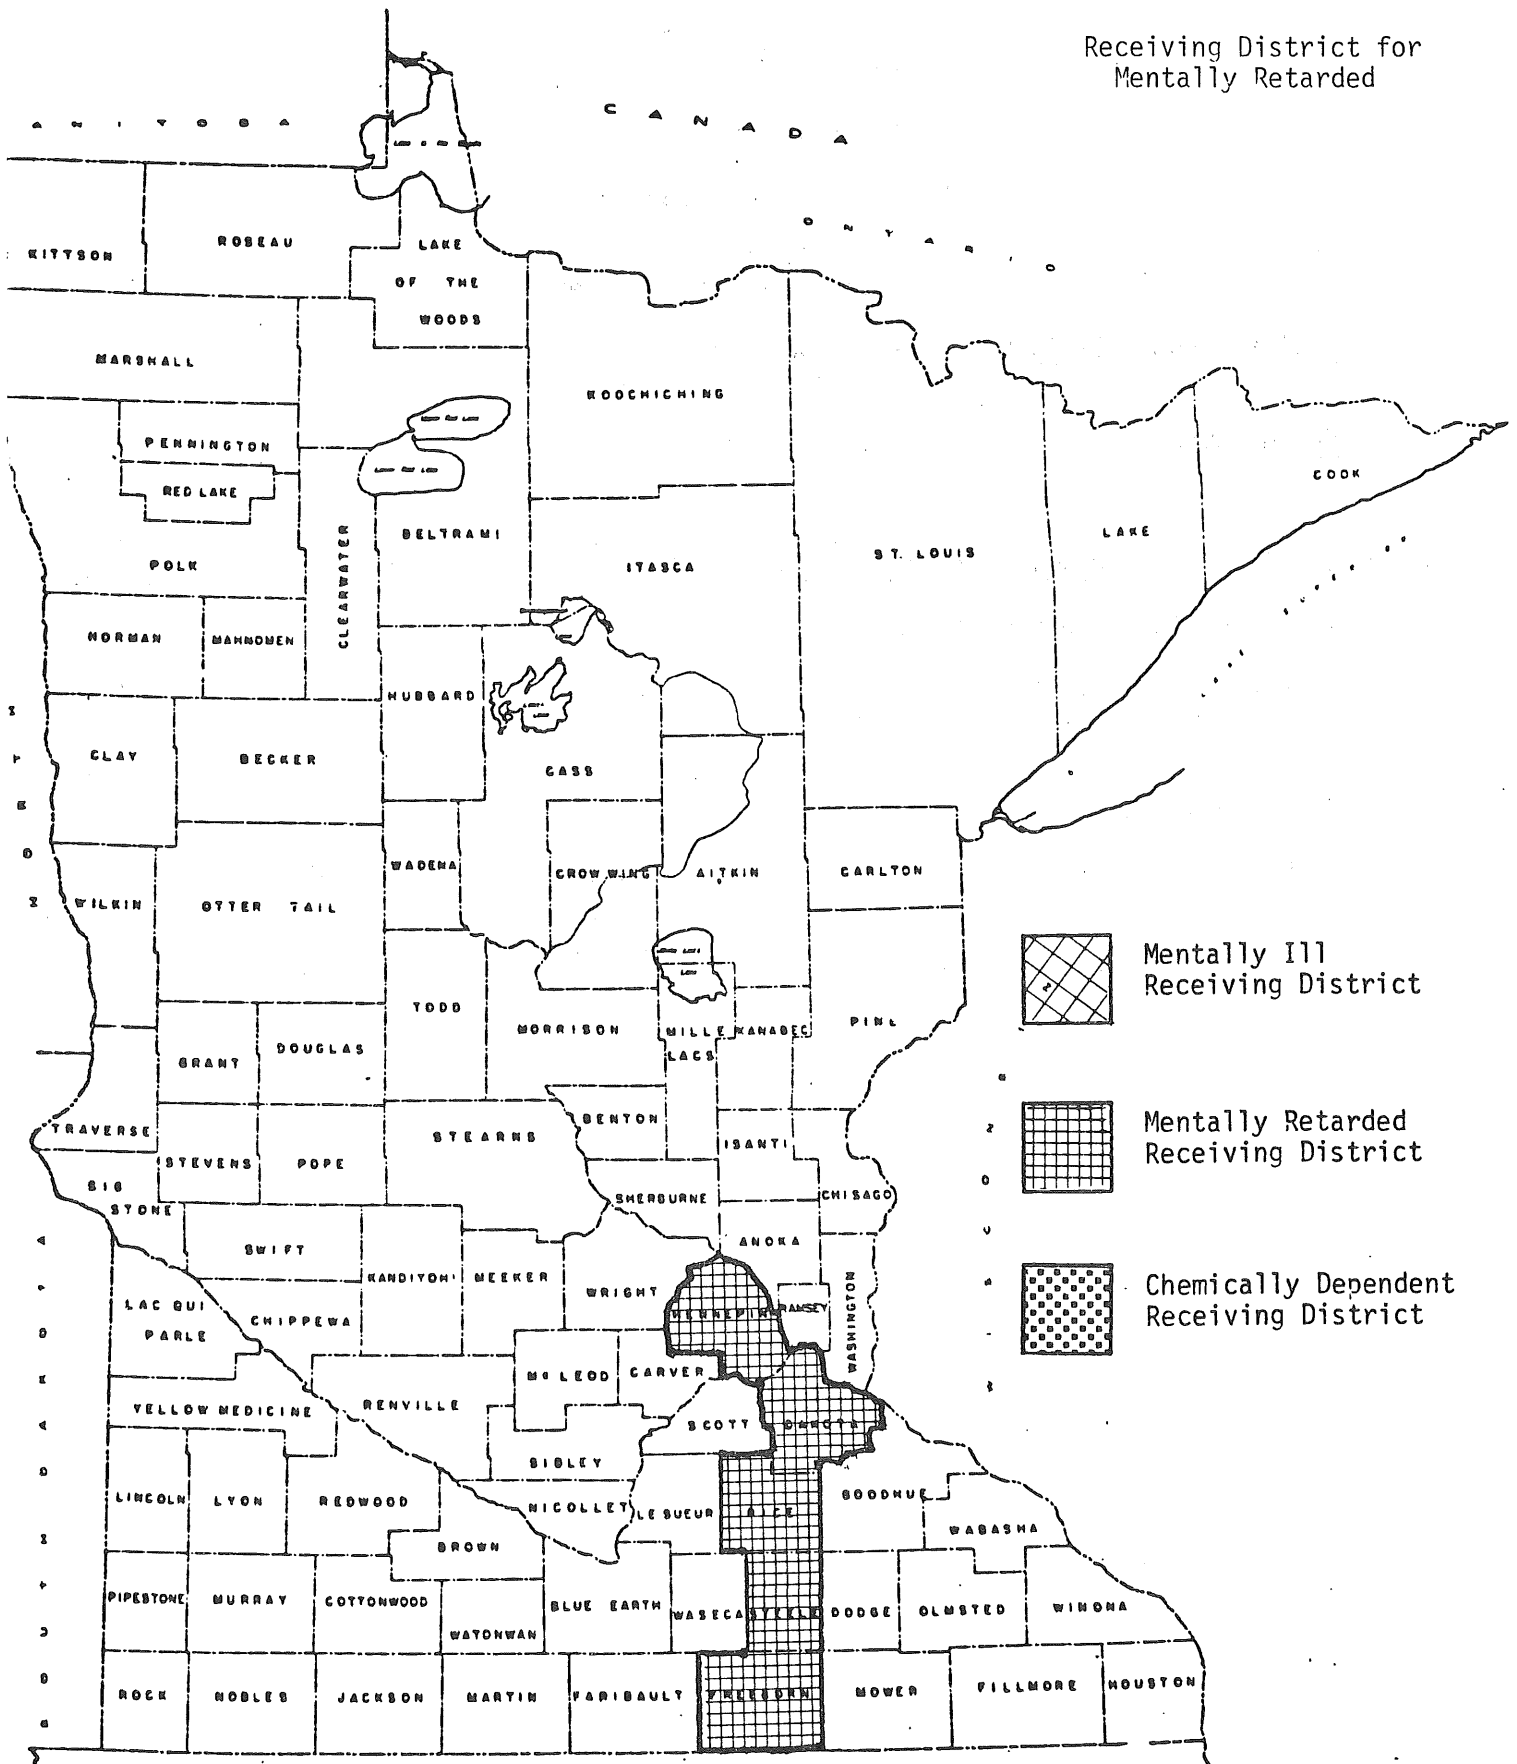 Receiving District for
Mentally Retarded
ANITOBA
CANADA
ONTARIO
KITTSON
ROSEAU
LAKE
OF THE
WOODS
MARSHALL
KOOCHICHING
PENNINGTON
RED LAKE
COOK
BELTRAMI
LAKE
ST. LOUIS
ITASCA
POLK
CLEARWATER
NORMAN
MAHNOMEN
HUBBARD
CLAY
BECKER
CASS
WADENA
CROW WING
AITKIN
CARLTON
WILKIN
OTTER TAIL
Mentally Ill
Receiving District
TODD
MORRISON
MILLE
LACS
KANABEC
PINE
GRANT
DOUGLAS
BENTON
Mentally Retarded
Receiving District
TRAVERSE
STEARNS
ISANTI
STEVENS
POPE
BIG
STONE
SHERBURNE
CHISAGO
SWIFT
ANOKA
KANDIYOHI
MEEKER
WRIGHT
Chemically Dependent
Receiving District
LAC QUI
PARLE
CHIPPEWA
HENNEPIN
RAMSEY
WASHINGTON
MCLEOD
CARVER
YELLOW MEDICINE
RENVILLE
SCOTT
DAKOTA
SIBLEY
LINCOLN
LYON
REDWOOD
NICOLLET
LE SUEUR
RICE
GOODHUE
WABASHA
BROWN
PIPESTONE
MURRAY
COTTONWOOD
WATONWAN
BLUE EARTH
WASECA
STEELE
DODGE
OLMSTED
WINONA
ROCK
NOBLES
JACKSON
MARTIN
FARIBAULT
FREEBORN
MOWER
FILLMORE
HOUSTON